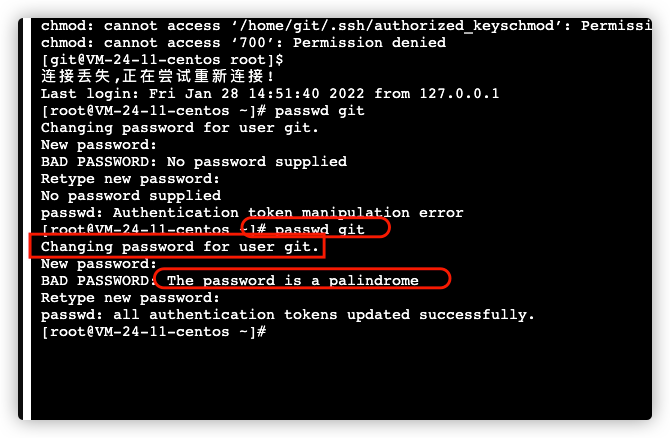 chmod: cannot access ‘/home/git/.ssh/authorized_keyschmod’: Permissi
chmod: cannot access ‘700’: Permission denied
[git@VM-24-11-centos root]$
连接丢失,正在尝试重新连接!
Last login: Fri Jan 28 14:51:40 2022 from 127.0.0.1
[root@VM-24-11-centos ~]# passwd git
Changing password for user git.
New password:
BAD PASSWORD: No password supplied
Retype new password:
No password supplied
passwd: Authentication token manipulation error
[root@VM-24-11-centos ~]# passwd git
Changing password for user git.
New password:
BAD PASSWORD: The password is a palindrome
Retype new password:
passwd: all authentication tokens updated successfully.
[root@VM-24-11-centos ~]#